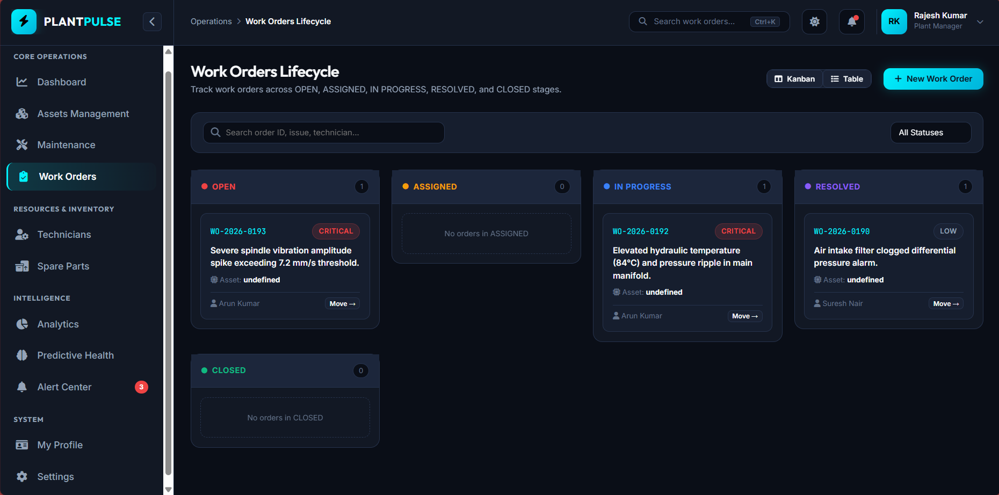 PLANTPULSE
Operations > Work Orders Lifecycle
Search work orders... Ctrl+K
RK
Rajesh Kumar
Plant Manager
CORE OPERATIONS
Dashboard
Assets Management
Maintenance
Work Orders
RESOURCES & INVENTORY
Technicians
Spare Parts
INTELLIGENCE
Analytics
Predictive Health
Alert Center 3
SYSTEM
My Profile
Settings
Work Orders Lifecycle
Track work orders across OPEN, ASSIGNED, IN PROGRESS, RESOLVED, and CLOSED stages.
Kanban
Table
+ New Work Order
Search order ID, issue, technician...
All Statuses
OPEN 1
WO-2026-0193 CRITICAL
Severe spindle vibration amplitude
spike exceeding 7.2 mm/s threshold.
Asset: undefined
Arun Kumar Move →
ASSIGNED 0
No orders in ASSIGNED
IN PROGRESS 1
WO-2026-0192 CRITICAL
Elevated hydraulic temperature
(84°C) and pressure ripple in main
manifold.
Asset: undefined
Arun Kumar Move →
RESOLVED 1
WO-2026-0190 LOW
Air intake filter clogged differential
pressure alarm.
Asset: undefined
Suresh Nair Move →
CLOSED 0
No orders in CLOSED